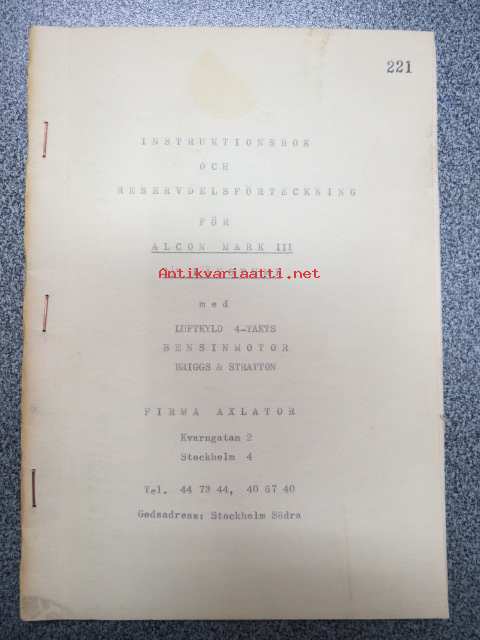 221
INSTRUKTIONSBOK
OCH
RESERVDELSFÖRTECKNING
FÖR
ALCON MARK III
Antikvariaatti.net
med
LUFTKYLD 4-TAKTS
BENSINMOTOR
BRIGGS & STRATTON
FIRMA AXLATOR
Kvarngatan 2
Stockholm 4
Tel. 44 73 44, 40 67 40
Godsadress: Stockholm Södra